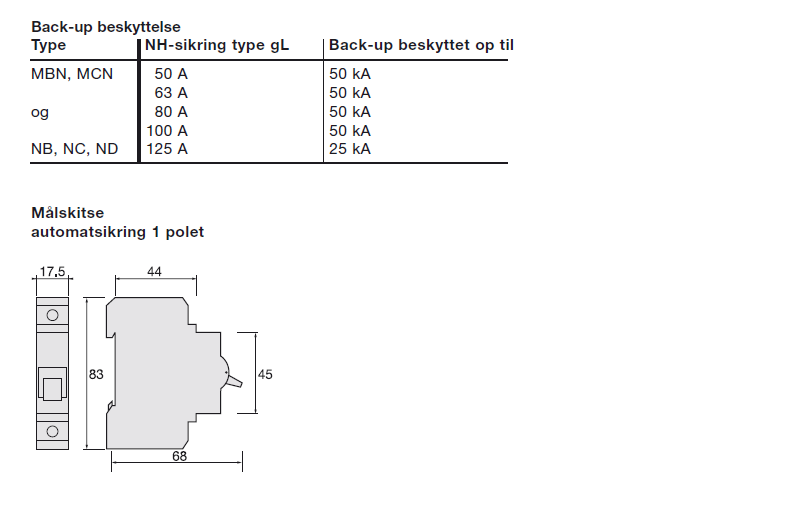 Back-up beskyttelse
Type NH-sikring type gL Back-up beskyttet op til
MBN, MCN 50 A 50 kA
63 A 50 kA
og 80 A 50 kA
100 A 50 kA
NB, NC, ND 125 A 25 kA
Målskitse
automatsikring 1 polet
17,5 44
83 45
68